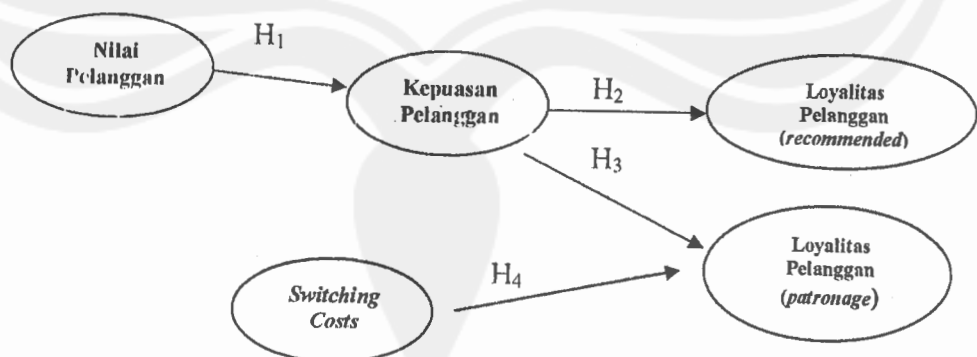 Nilai
Pelanggan
H1
Kepuasan
Pelanggan
H2
Loyalitas
Pelanggan
(recommended)
H3
Loyalitas
Pelanggan
(patronage)
H4
Switching
Costs